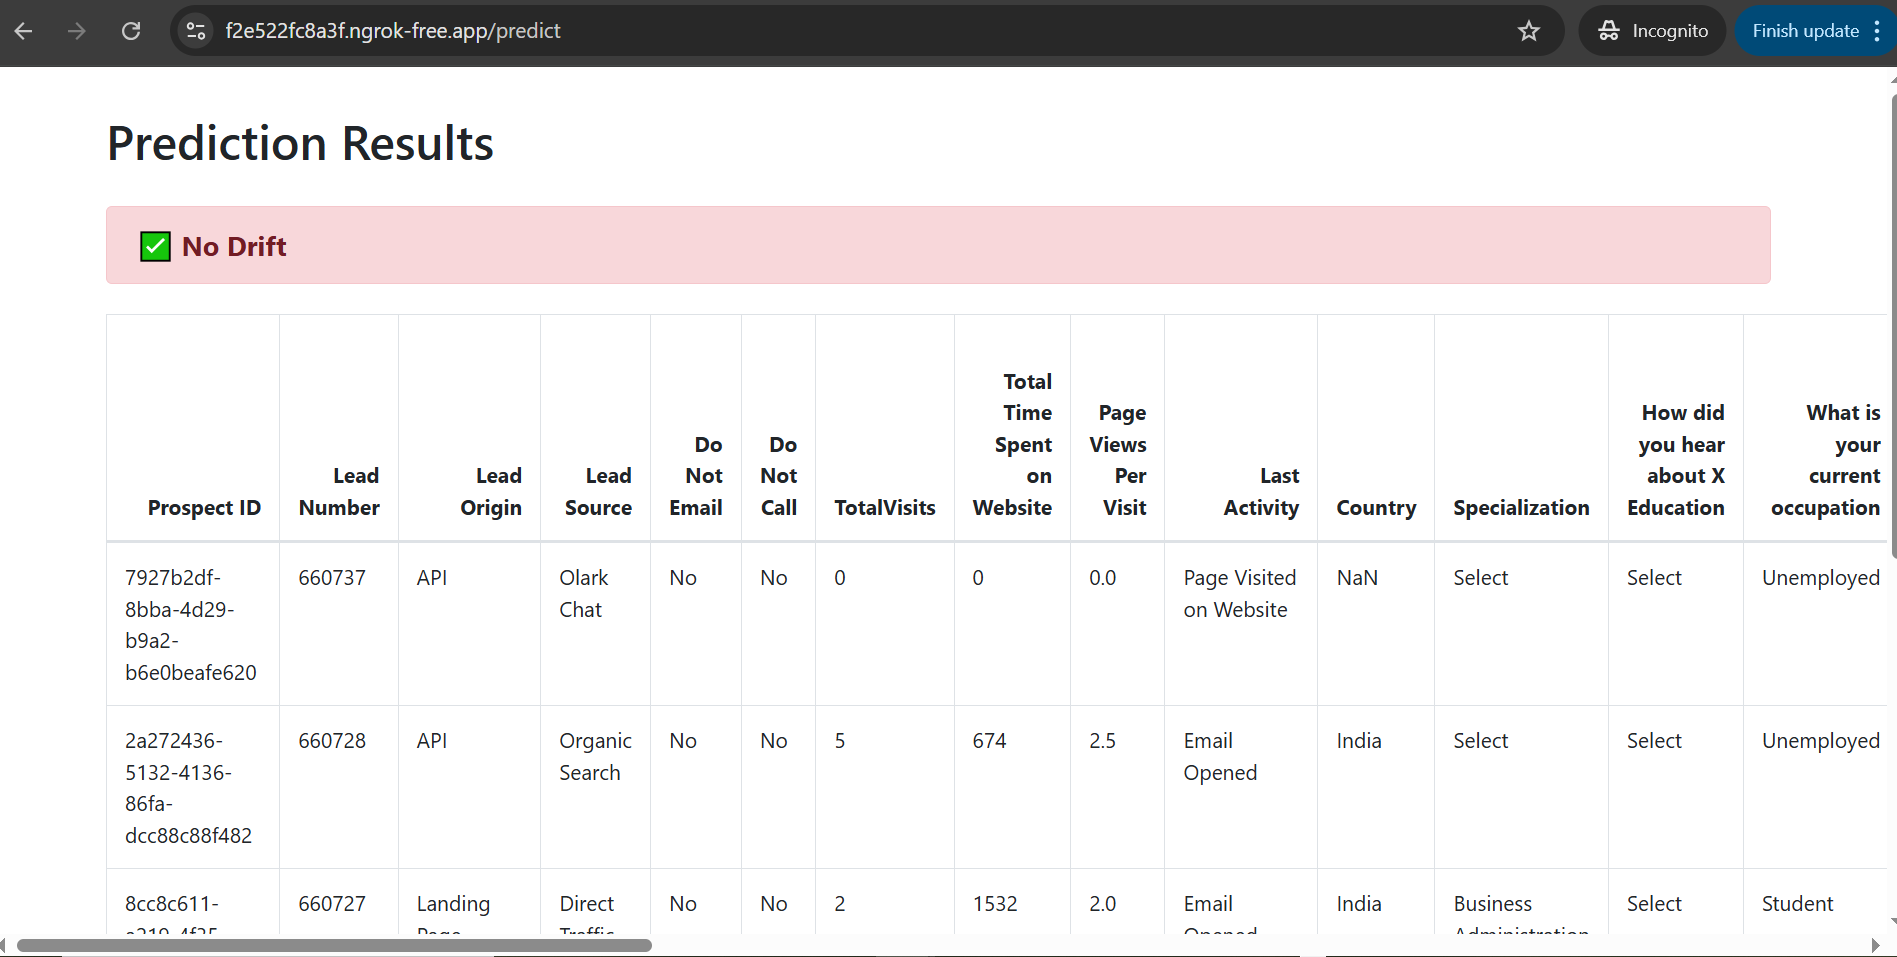 f2e522fc8a3f.ngrok-free.app/predict
Incognito
Finish update
Prediction Results
✅ No Drift
Prospect ID
Lead
Number
Lead
Origin
Lead
Source
Do
Not
Email
Do
Not
Call
TotalVisits
Total
Time
Spent
on
Website
Page
Views
Per
Visit
Last
Activity
Country
Specialization
How did
you hear
about X
Education
What is
your
current
occupation
7927b2df-
8bba-4d29-
b9a2-
b6e0beafe620
660737
API
Olark
Chat
No
No
0
0
0.0
Page Visited
on Website
NaN
Select
Select
Unemployed
2a272436-
5132-4136-
86fa-
dcc88c88f482
660728
API
Organic
Search
No
No
5
674
2.5
Email
Opened
India
Select
Select
Unemployed
8cc8c611-
660727
Landing
Page
Direct
Traffic
No
No
2
1532
2.0
Email
Opened
India
Business
Administration
Select
Student